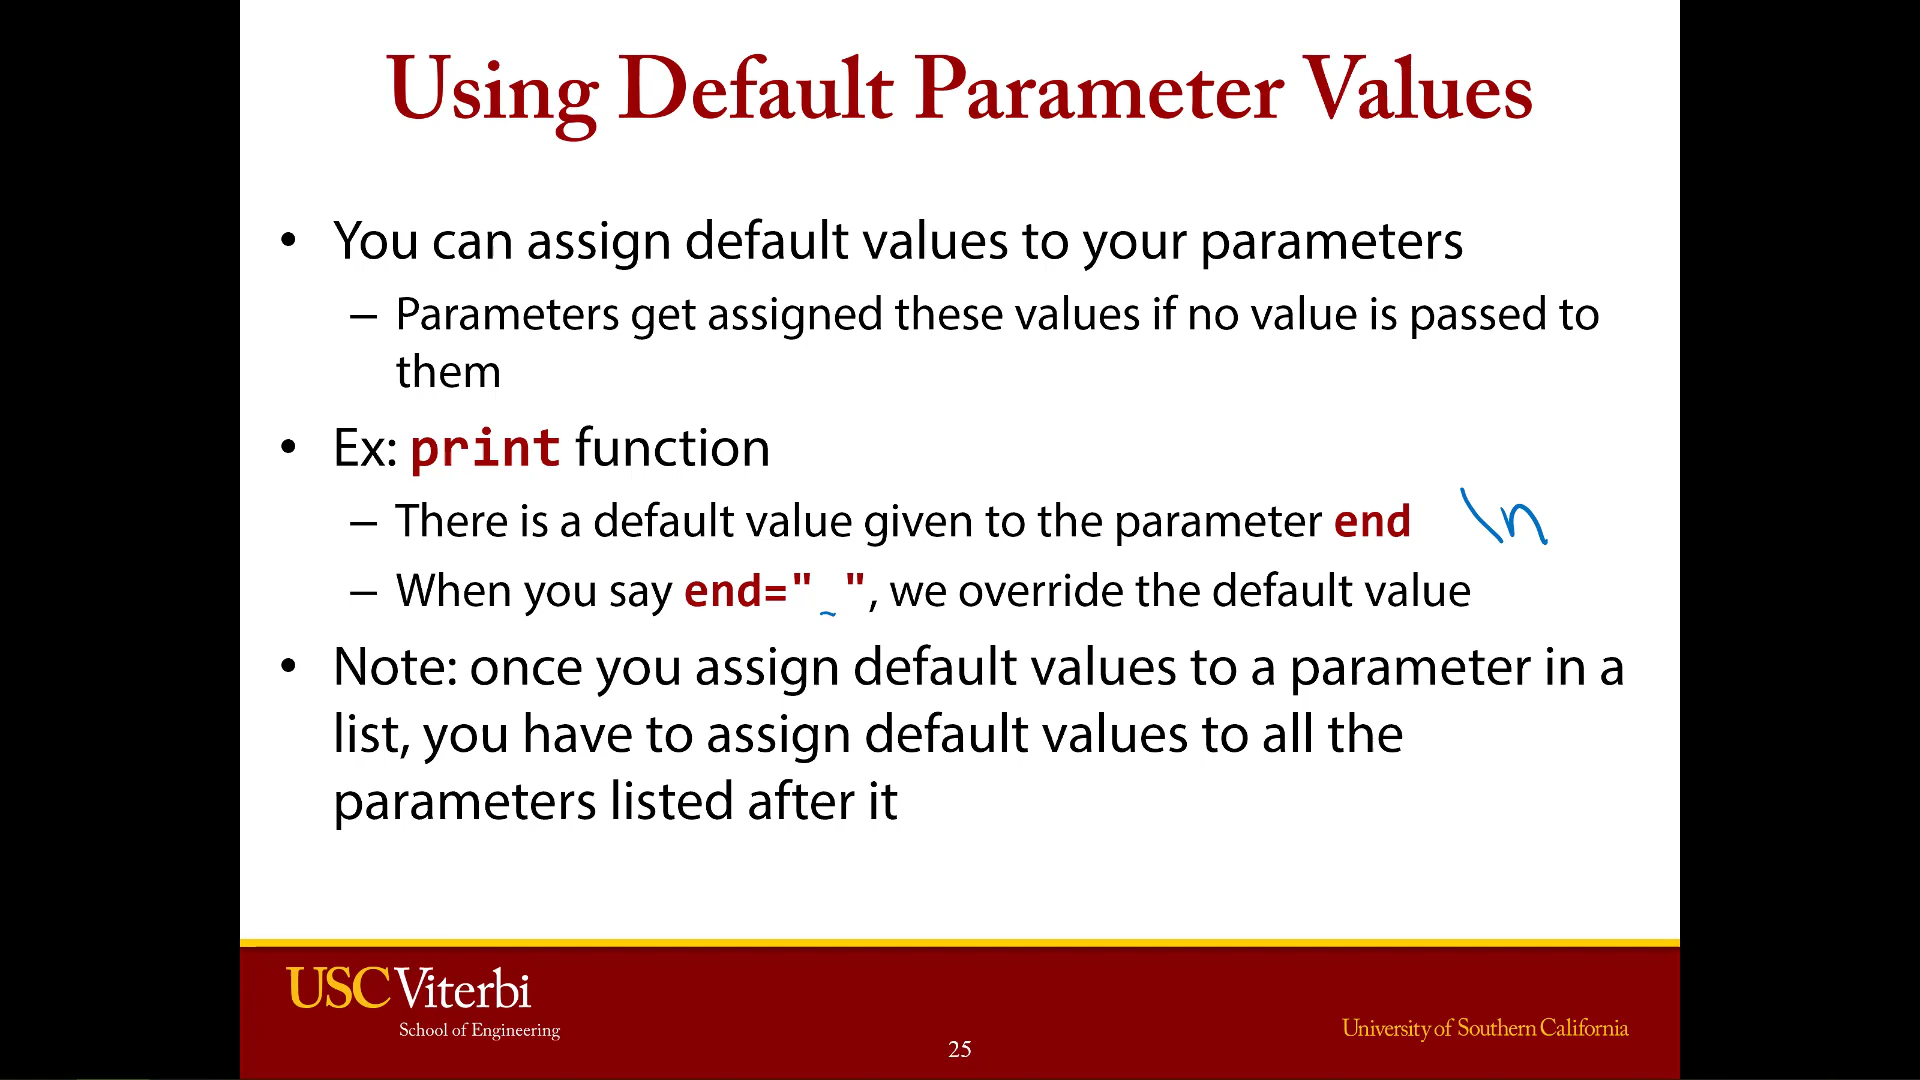 Using Default Parameter Values
• You can assign default values to your parameters
– Parameters get assigned these values if no value is passed to
them
• Ex: print function
– There is a default value given to the parameter end \n
– When you say end=" ", we override the default value
• Note: once you assign default values to a parameter in a
list, you have to assign default values to all the
parameters listed after it
USC Viterbi
School of Engineering
University of Southern California
25